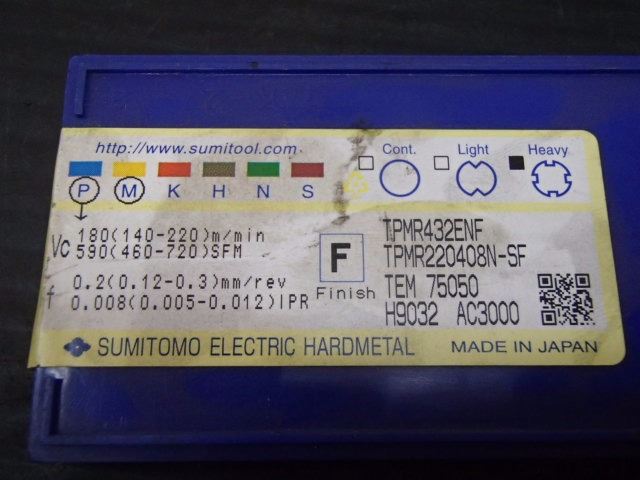 http://www.sumitool.com
Cont. Light Heavy
P M K H N S
Vc 180(140-220)m/min
590(460-720)SFM
f 0.2(0.12-0.3)mm/rev
0.008(0.005-0.012)IPR
F
Finish
TPMR432ENF
TPMR220408N-SF
TEM 75050
H9032 AC3000
SUMITOMO ELECTRIC HARDMETAL MADE IN JAPAN